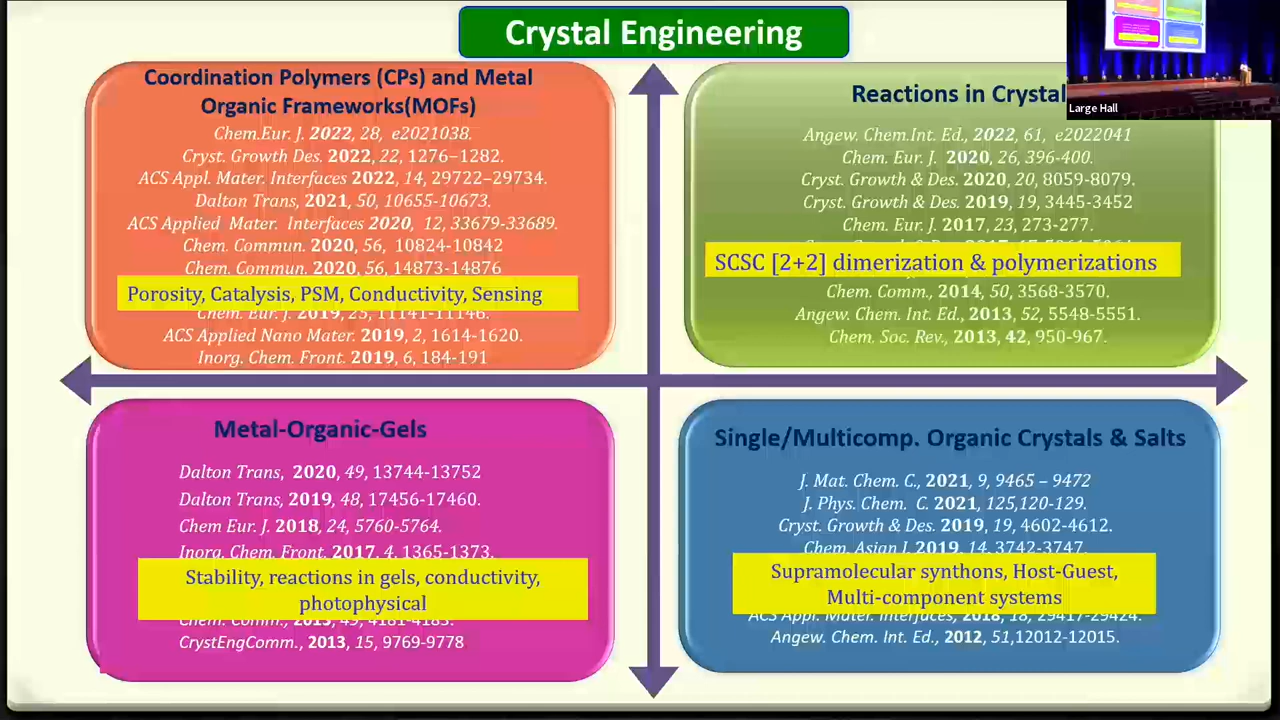 Crystal Engineering
Large Hall
Coordination Polymers (CPs) and Metal
Organic Frameworks(MOFs)
Chem.Eur. J. 2022, 28, e2021038.
Cryst. Growth Des. 2022, 22, 1276–1282.
ACS Appl. Mater. Interfaces 2022, 14, 29722–29734.
Dalton Trans, 2021, 50, 10655-10673.
ACS Applied Mater. Interfaces 2020, 12, 33679-33689.
Chem. Commun. 2020, 56, 10824-10842
Chem. Commun. 2020, 56, 14873-14876
Porosity, Catalysis, PSM, Conductivity, Sensing
Chem. Eur. J. 2019, 25, 11141-11146.
ACS Applied Nano Mater. 2019, 2, 1614-1620.
Inorg. Chem. Front. 2019, 6, 184-191
Reactions in Crystal
Angew. Chem.Int. Ed., 2022, 61, e2022041
Chem. Eur. J. 2020, 26, 396-400.
Cryst. Growth & Des. 2020, 20, 8059-8079.
Cryst. Growth & Des. 2019, 19, 3445-3452
Chem. Eur J. 2017, 23, 273-277.
SCSC [2+2] dimerization & polymerizations
Chem. Comm., 2014, 50, 3568-3570.
Angew. Chem. Int. Ed., 2013, 52, 5548-5551.
Chem. Soc. Rev., 2013, 42, 950-967.
Metal-Organic-Gels
Dalton Trans, 2020, 49, 13744-13752
Dalton Trans, 2019, 48, 17456-17460.
Chem Eur. J. 2018, 24, 5760-5764.
Inorg. Chem. Front. 2017, 4, 1365-1373.
Stability, reactions in gels, conductivity,
photophysical
Chem. Comm., 2013, 49, 4181-4183.
CrystEngComm., 2013, 15, 9769-9778
Single/Multicomp. Organic Crystals & Salts
J. Mat. Chem. C., 2021, 9, 9465 – 9472
J. Phys. Chem. C. 2021, 125,120-129.
Cryst. Growth & Des. 2019, 19, 4602-4612.
Chem. Asian J. 2019, 14, 3742-3747.
Supramolecular synthons, Host-Guest,
Multi-component systems
ACS Appl. Mater. Interfaces, 2018, 18, 29417-29424.
Angew. Chem. Int. Ed., 2012, 51,12012-12015.